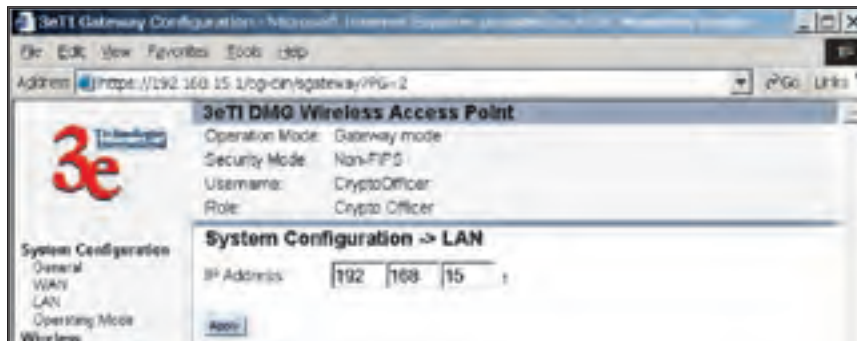 3eTI Gateway Configuration - Microsoft Internet Explorer
File Edit View Favorites Tools Help
Address https://192.168.15.1/cgi-bin/sgateway?PG=2 Go Links
3eTI DMG Wireless Access Point
3e Technologies
Operation Mode: Gateway mode
Security Mode: Non-FIPS
Username: CryptoOfficer
Role: Crypto Officer
System Configuration -> LAN
System Configuration
General
WAN
LAN
Operating Mode
Wireless
IP Address: 192 168 15 1
Apply